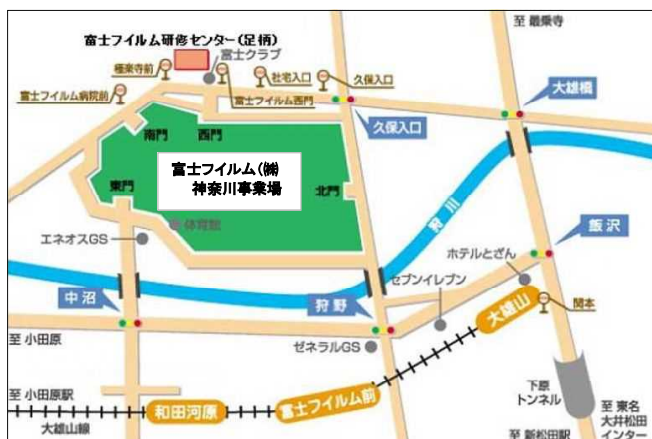 至 最乗寺
富士フイルム研修センター(足柄)
富士クラブ
極楽寺前
社宅入口
久保入口
富士フイルム病院前
富士フイルム西門
大雄橋
久保入口
南門
西門
富士フイルム(㈱)
神奈川事業場
東門
北門
体育館
狩川
飯沢
エネオスGS
ホテルとざん
セブンイレブン
中沼
狩野
関本
大雄山
至 小田原
ゼネラルGS
下原
トンネル
至 小田原駅
和田河原
富士フイルム前
大雄山線
至 新松田駅
至 東名
大井松田
インター